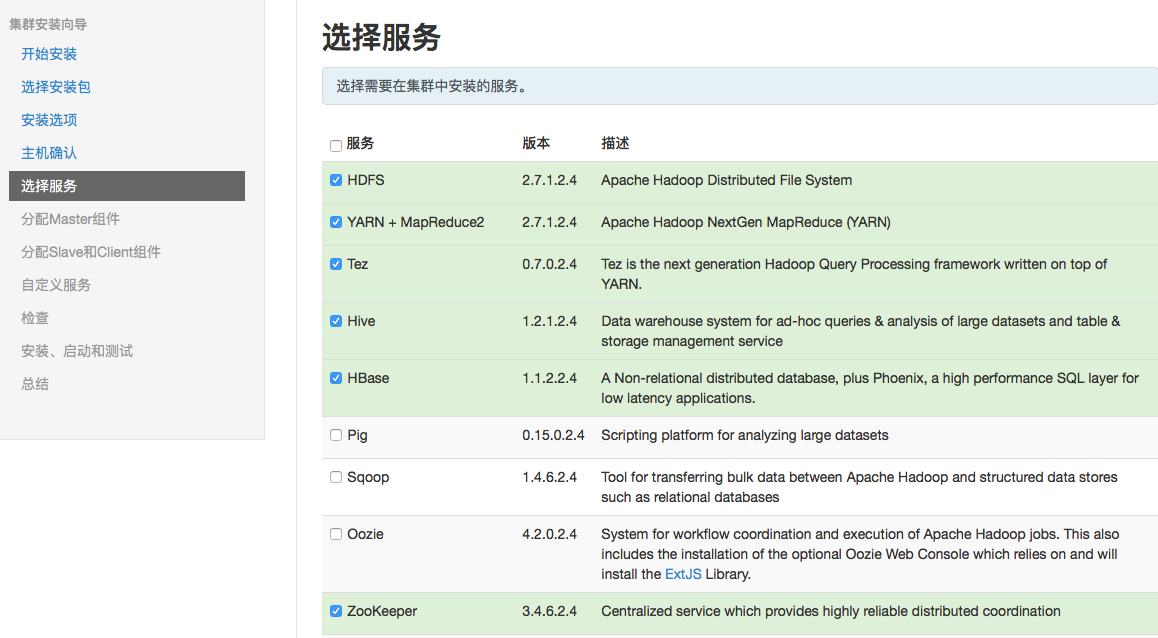 集群安装向导
开始安装
选择安装包
安装选项
主机确认
选择服务
分配Master组件
分配Slave和Client组件
自定义服务
检查
安装、启动和测试
总结
选择服务
选择需要在集群中安装的服务。
服务 版本 描述
HDFS 2.7.1.2.4 Apache Hadoop Distributed File System
YARN + MapReduce2 2.7.1.2.4 Apache Hadoop NextGen MapReduce (YARN)
Tez 0.7.0.2.4 Tez is the next generation Hadoop Query Processing framework written on top of
YARN.
Hive 1.2.1.2.4 Data warehouse system for ad-hoc queries & analysis of large datasets and table &
storage management service
HBase 1.1.2.2.4 A Non-relational distributed database, plus Phoenix, a high performance SQL layer for
low latency applications.
Pig 0.15.0.2.4 Scripting platform for analyzing large datasets
Sqoop 1.4.6.2.4 Tool for transferring bulk data between Apache Hadoop and structured data stores
such as relational databases
Oozie 4.2.0.2.4 System for workflow coordination and execution of Apache Hadoop jobs. This also
includes the installation of the optional Oozie Web Console which relies on and will
install the ExtJS Library.
ZooKeeper 3.4.6.2.4 Centralized service which provides highly reliable distributed coordination